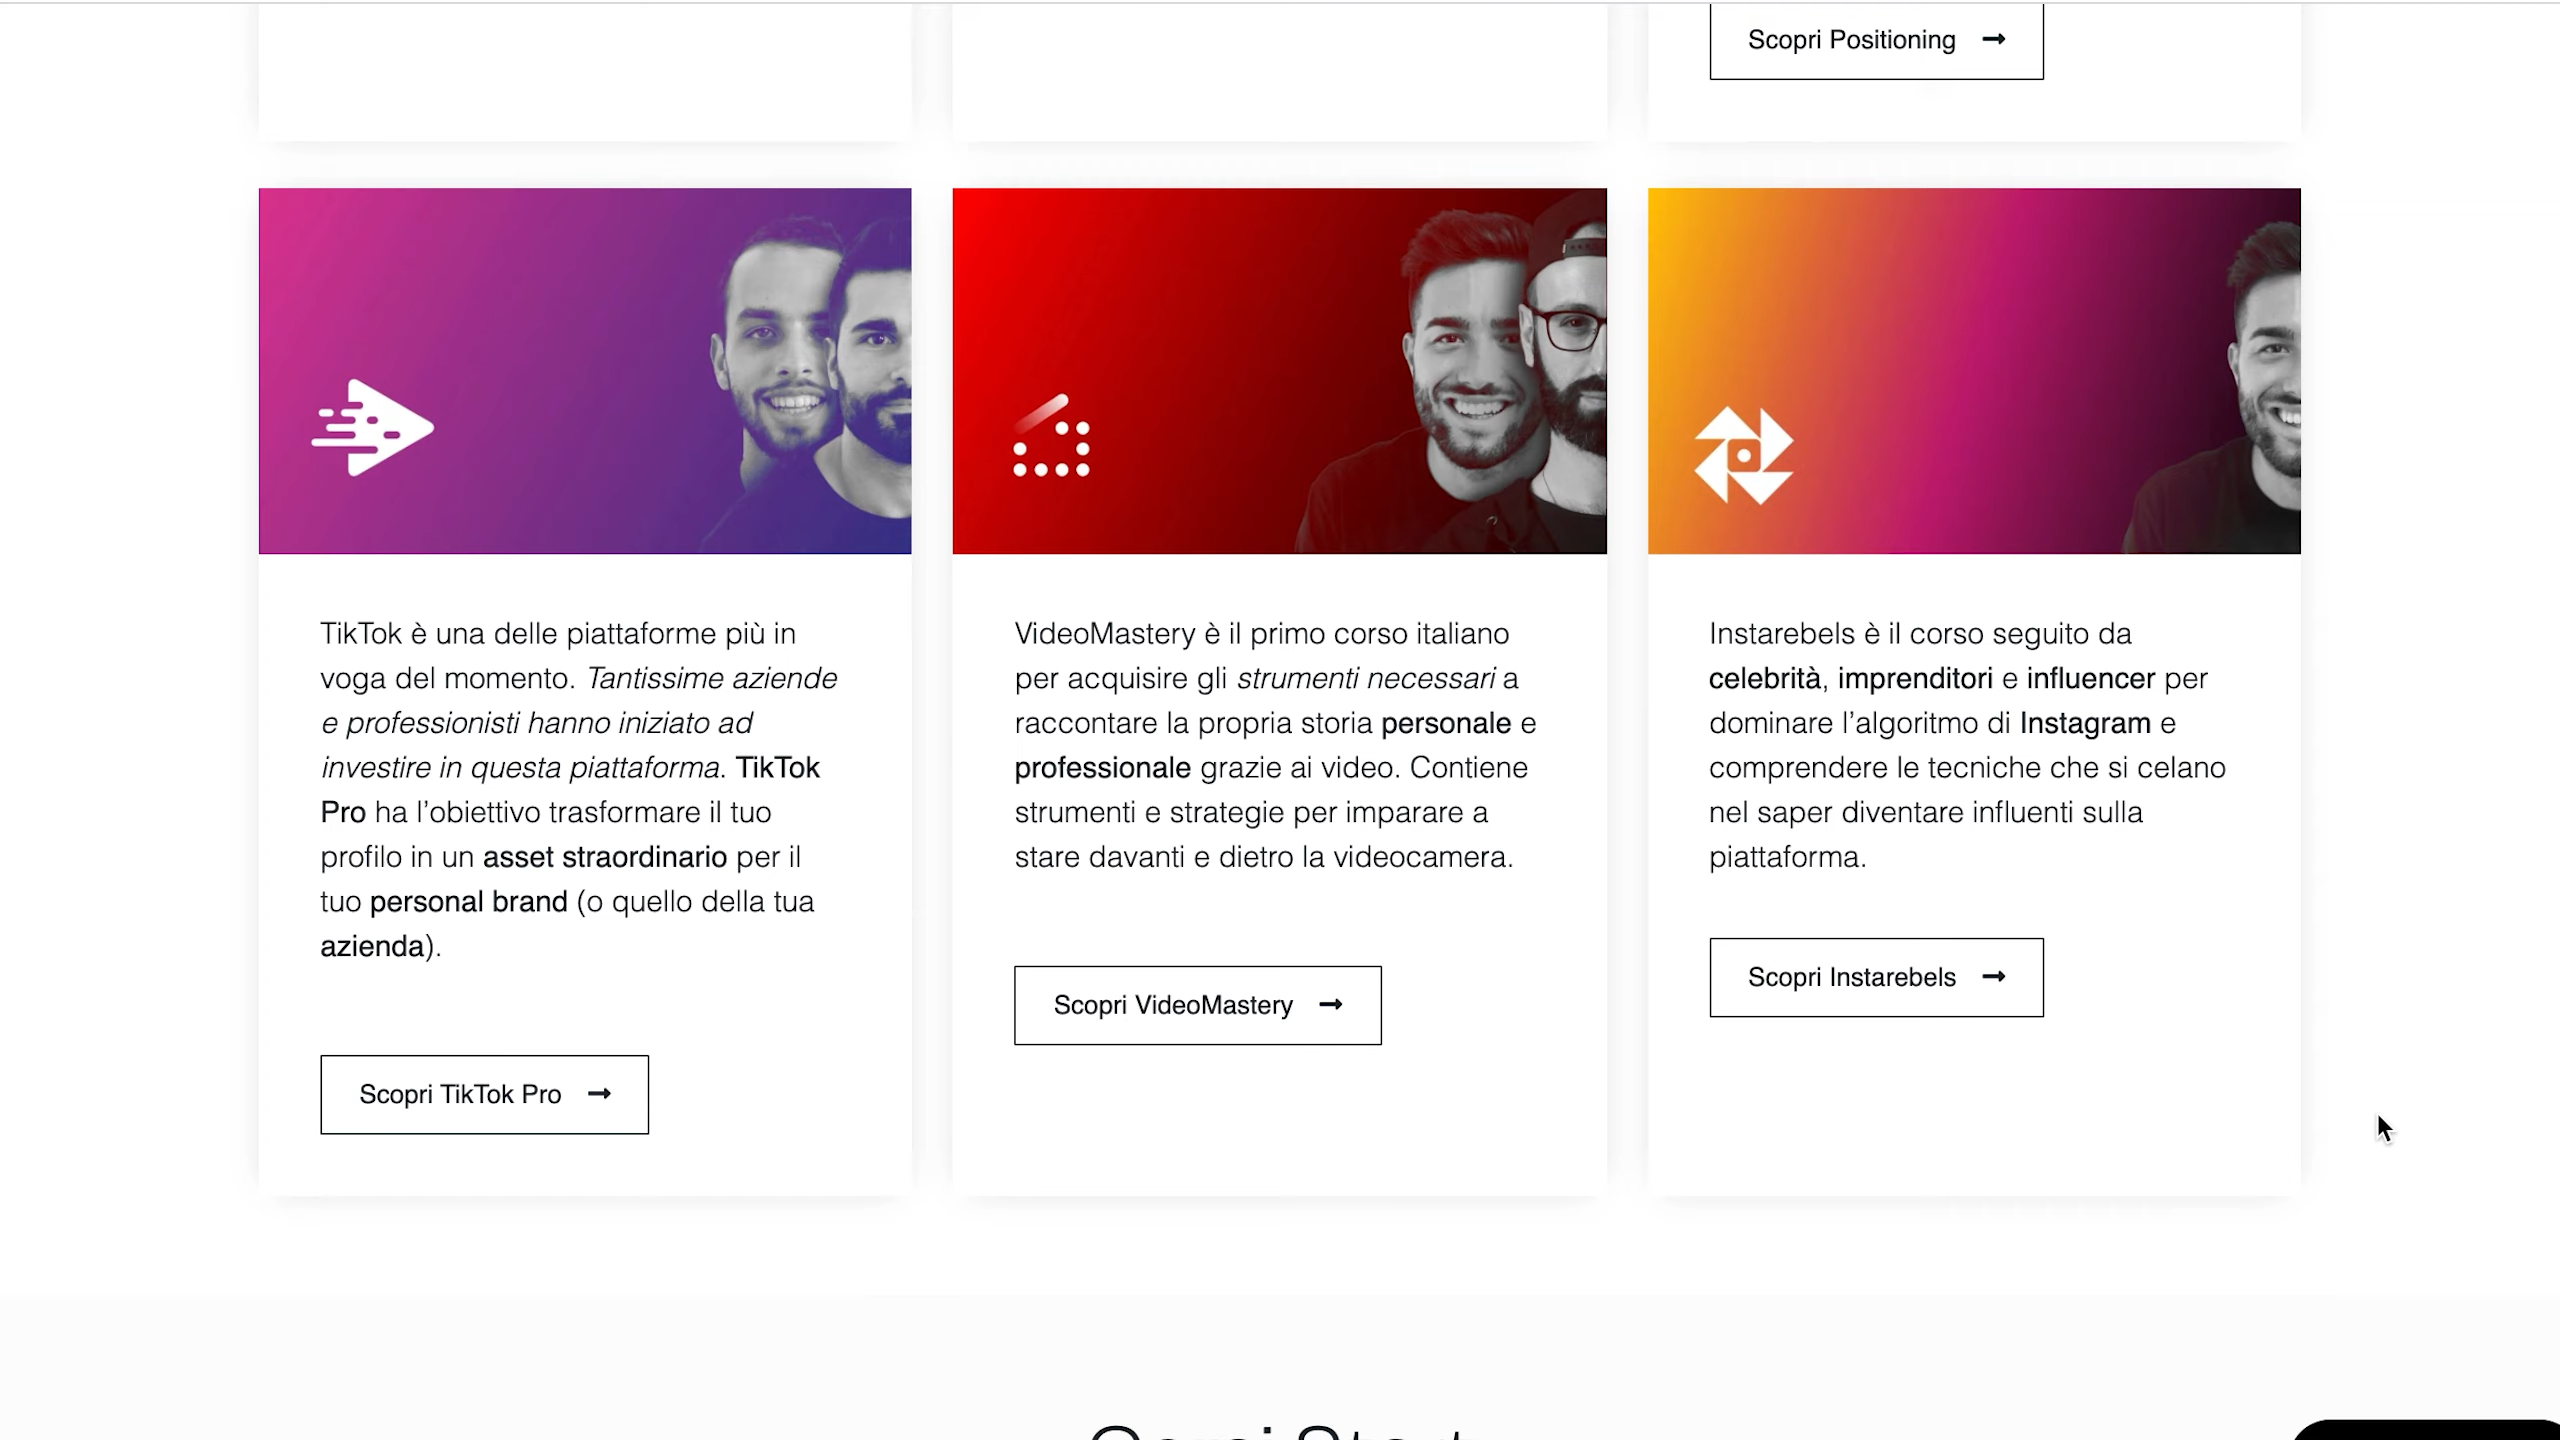 Scopri Positioning
TikTok è una delle piattaforme più in
voga del momento. Tantissime aziende
e professionisti hanno iniziato ad
investire in questa piattaforma. TikTok
Pro ha l’obiettivo trasformare il tuo
profilo in un asset straordinario per il
tuo personal brand (o quello della tua
azienda).
Scopri TikTok Pro
VideoMastery è il primo corso italiano
per acquisire gli strumenti necessari a
raccontare la propria storia personale e
professionale grazie ai video. Contiene
strumenti e strategie per imparare a
stare davanti e dietro la videocamera.
Scopri VideoMastery
Instarebels è il corso seguito da
celebrità, imprenditori e influencer per
dominare l’algoritmo di Instagram e
comprendere le tecniche che si celano
nel saper diventare influenti sulla
piattaforma.
Scopri Instarebels
Corsi Start